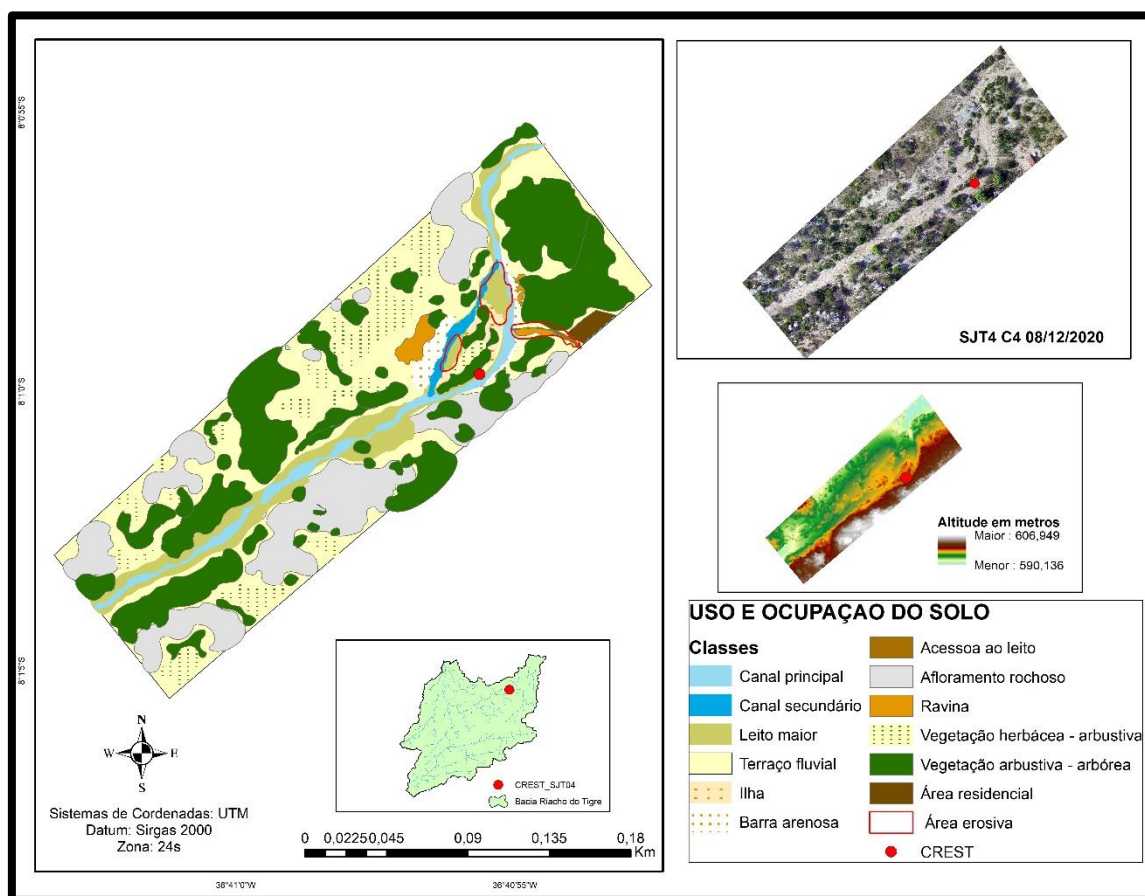 8°0'55"S
8°1'0"S
8°1'5"S
N
W
E
S
Sistemas de Cordenadas: UTM
Datum: Sirgas 2000
Zona: 24s
CREST_SJT04
Bacia Riacho do Tigre
0 0,02250,045 0,09 0,135 0,18
Km
36°41'0"W
36°40'55"W
SJT4 C4 08/12/2020
Altitude em metros
Maior : 606,949
Menor : 590,136
USO E OCUPAÇAO DO SOLO
Classes
Canal principal
Canal secundário
Leito maior
Terraço fluvial
Ilha
Barra arenosa
Acessoa ao leito
Afloramento rochoso
Ravina
Vegetação herbácea - arbustiva
Vegetação arbustiva - arbórea
Área residencial
Área erosiva
CREST